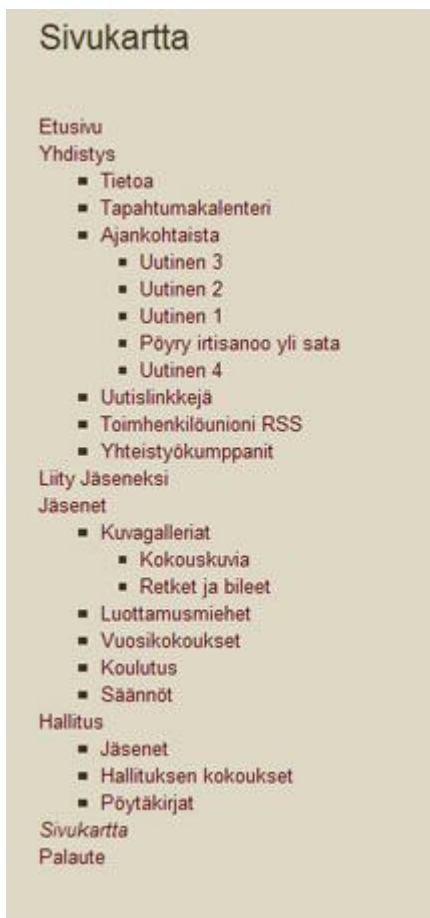 Sivukartta
Etusivu
Yhdistys
Tietoa
Tapahtumakalenteri
Ajankohtaista
Uutinen 3
Uutinen 2
Uutinen 1
Pöyry irtisanoo yli sata
Uutinen 4
Uutislinkkejä
Toimhenkilöunioni RSS
Yhteistyökumppanit
Liity Jäseneksi
Jäsenet
Kuvagalleriat
Kokouskuvia
Retket ja bileet
Luottamusmiehet
Vuosikokoukset
Koulutus
Säännöt
Hallitus
Jäsenet
Hallituksen kokoukset
Pöytäkirjat
Sivukartta
Palaute